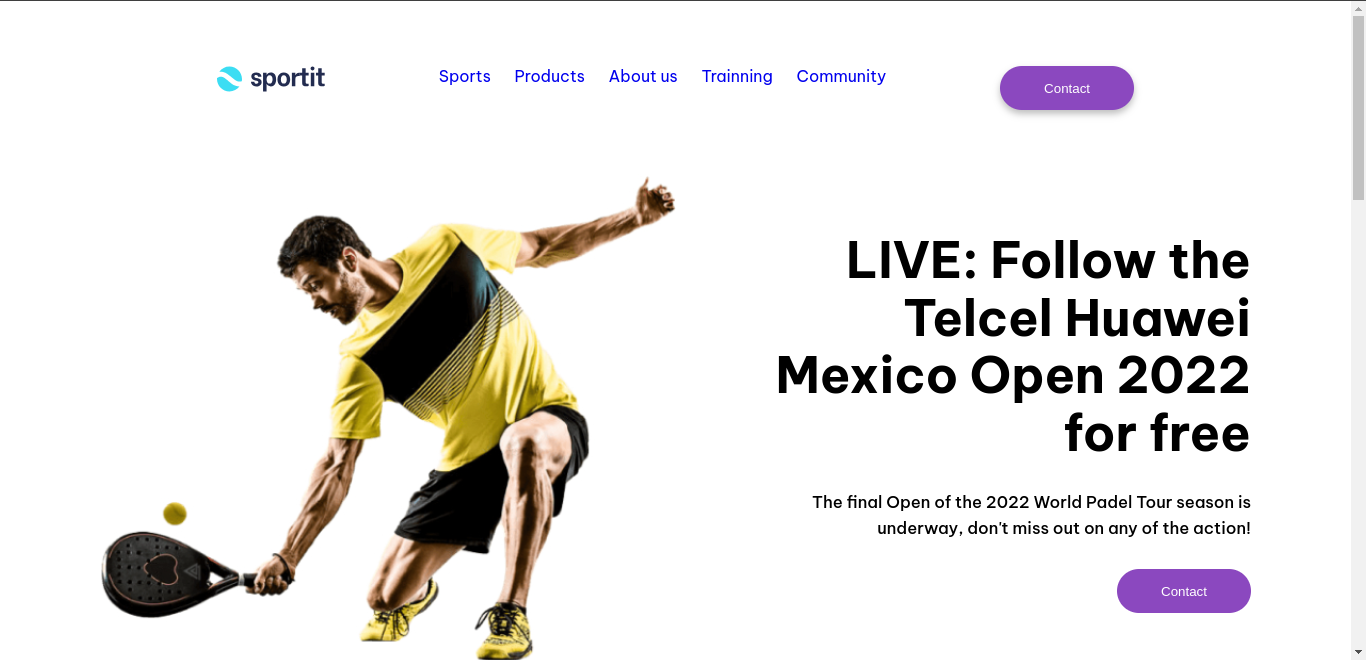 sportit
Sports Products About us Trainning Community
Contact
LIVE: Follow the
Telcel Huawei
Mexico Open 2022
for free
The final Open of the 2022 World Padel Tour season is
underway, don't miss out on any of the action!
Contact